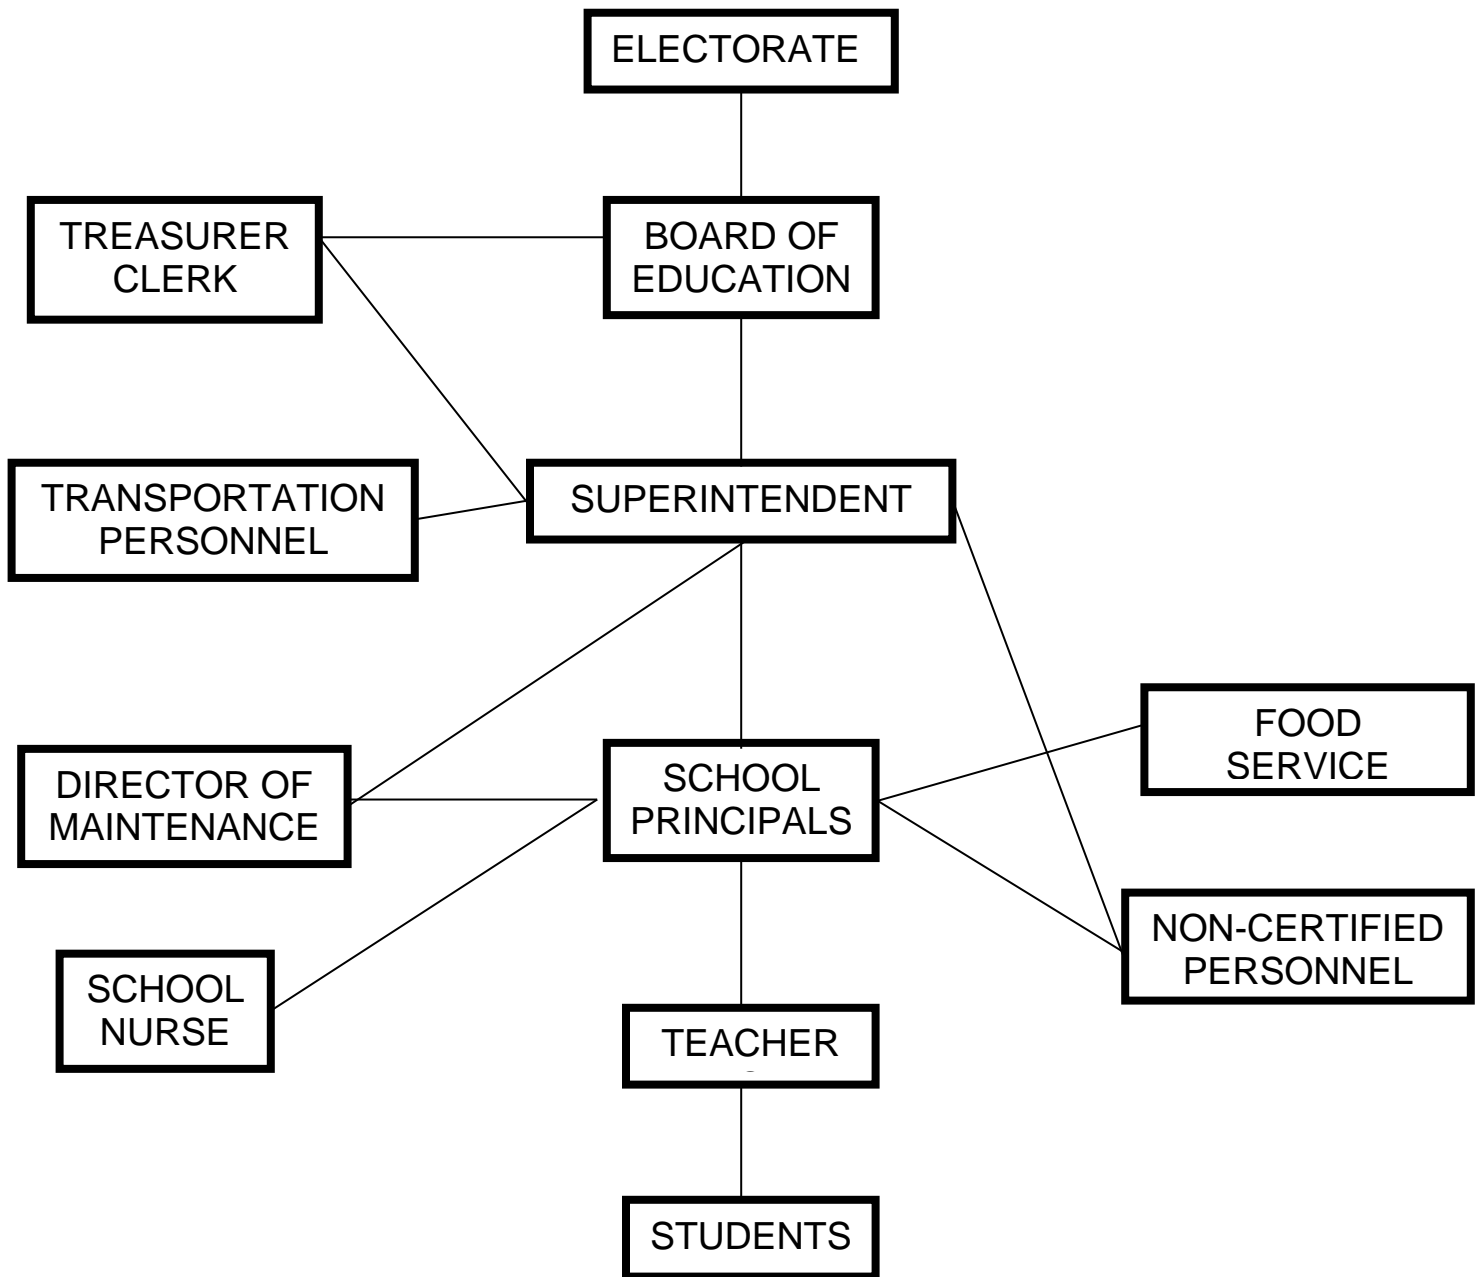 ELECTORATE
TREASURER
CLERK
BOARD OF
EDUCATION
TRANSPORTATION
PERSONNEL
SUPERINTENDENT
DIRECTOR OF
MAINTENANCE
SCHOOL
PRINCIPALS
FOOD
SERVICE
SCHOOL
NURSE
NON-CERTIFIED
PERSONNEL
TEACHER
STUDENTS